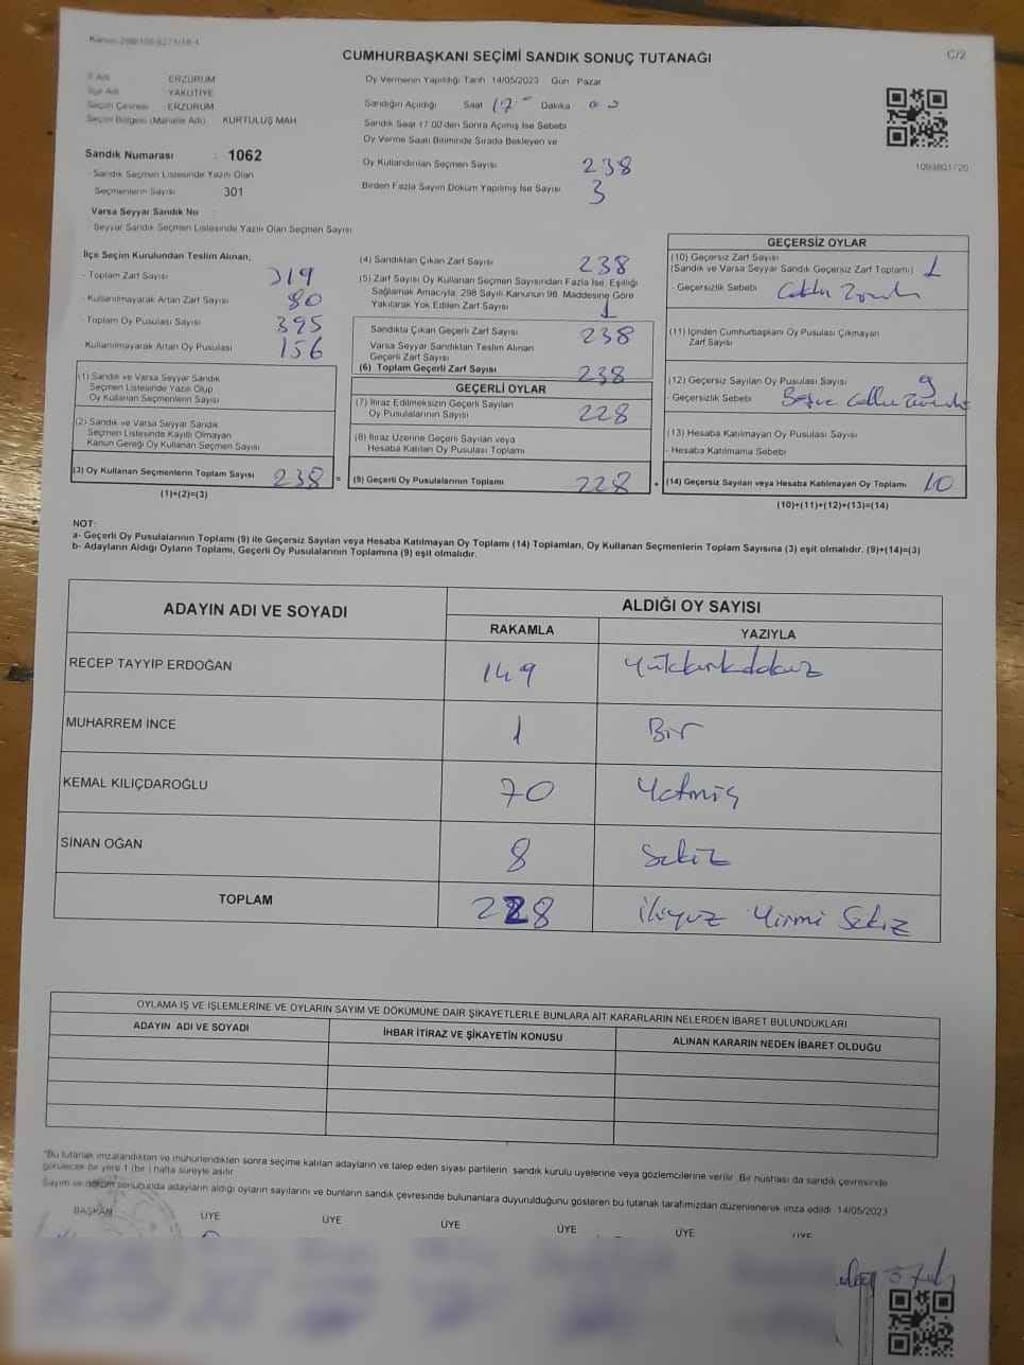 CUMHURBAŞKANI SEÇİMİ SANDIK SONUÇ TUTANAĞI
C/2
İl Adı ERZURUM
İlçe Adı YAKUTİYE
Seçim Çevresi : ERZURUM
Seçim Bölgesi (Mahalle Adı) KURTULUŞ MAH
Sandık Numarası : 1062
Sandık Seçmen Listesinde Yazılı Olan
Seçmenlerin Sayısı 301
Varsa Seyyar Sandık No
Seyyar Sandık Seçmen Listesinde Yazılı Olan Seçmen Sayısı
Oy Vermenin Yapıldığı Tarih 14/05/2023 Gün Pazar
Sandığın Açıldığı Saat 17 Dakika
Sandık Saat 17.00'den Sonra Açılmış İse Sebebi
Oy Verme Saati Bitiminde Sırada Bekleyen ve
Oy Kullandırılan Seçmen Sayısı 238
Birden Fazla Sayım Döküm Yapılmış İse Sayısı 3
İlçe Seçim Kurulundan Teslim Alınan,
- Toplam Zarf Sayısı 319
- Kullanılmayarak Artan Zarf Sayısı 80
- Toplam Oy Pusulası Sayısı 395
Kullanılmayarak Artan Oy Pusulası 156
(1) Sandık ve Varsa Seyyar Sandık
Seçmen Listesinde Yazılı Olup
Oy Kullanan Seçmenlerin Sayısı
(2) Sandık ve Varsa Seyyar Sandık
Seçmen Listesinde Kayıtlı Olmayan
Kanun Gereği Oy Kullanan Seçmen Sayısı
(3) Oy Kullanan Seçmenlerin Toplam Sayısı 238 =
(1)+(2)=(3)
(4) Sandıktan Çıkan Zarf Sayısı 238
(5) Zarf Sayısı Oy Kullanan Seçmen Sayısından Fazla İse, Eşitliği
Sağlamak Amacıyla, 298 Sayılı Kanunun 98. Maddesine Göre
Yakılarak Yok Edilen Zarf Sayısı 1
Sandıkta Çıkan Geçerli Zarf Sayısı 238
Varsa Seyyar Sandıktan Teslim Alınan
Geçerli Zarf Sayısı
(6) Toplam Geçerli Zarf Sayısı 238
GEÇERLİ OYLAR
(7) İtiraz Edilmeksizin Geçerli Sayılan
Oy Pusulalarının Sayısı 228
(8) İtiraz Üzerine Geçerli Sayılan veya
Hesaba Katılan Oy Pusulası Toplamı
(9) Geçerli Oy Pusulalarının Toplamı 228 +
GEÇERSİZ OYLAR
(10) Geçersiz Zarf Sayısı
(Sandık ve Varsa Seyyar Sandık Geçersiz Zarf Toplamı) 1
- Geçersizlik Sebebi
(11) İçinden Cumhurbaşkanı Oy Pusulası Çıkmayan
Zarf Sayısı
(12) Geçersiz Sayılan Oy Pusulası Sayısı 9
- Geçersizlik Sebebi
(13) Hesaba Katılmayan Oy Pusulası Sayısı
- Hesaba Katılmama Sebebi
(14) Geçersiz Sayılan veya Hesaba Katılmayan Oy Toplamı 10
(10)+(11)+(12)+(13)=(14)
NOT:
a- Geçerli Oy Pusulalarının Toplamı (9) ile Geçersiz Sayılan veya Hesaba Katılmayan Oy Toplamı (14) Toplamları, Oy Kullanan Seçmenlerin Toplam Sayısına (3) eşit olmalıdır. (9)+(14)=(3)
b- Adayların Aldığı Oyların Toplamı, Geçerli Oy Pusulalarının Toplamına (9) eşit olmalıdır.
ADAYIN ADI VE SOYADI
ALDIĞI OY SAYISI
RAKAMLA YAZIYLA
RECEP TAYYİP ERDOĞAN 149
MUHARREM İNCE 1 Bir
KEMAL KILIÇDAROĞLU 70 Yetmiş
SİNAN OĞAN 8 Sekiz
TOPLAM 228 ikiyüz Yirmi Sekiz
OYLAMA İŞ VE İŞLEMLERİNE VE OYLARIN SAYIM VE DÖKÜMÜNE DAİR ŞİKAYETLERLE BUNLARA AİT KARARLARIN NELERDEN İBARET BULUNDUKLARI
ADAYIN ADI VE SOYADI İHBAR İTİRAZ VE ŞİKAYETİN KONUSU ALINAN KARARIN NEDEN İBARET OLDUĞU
"Bu tutanak imzalandıktan ve mühürlendikten sonra seçime katılan adayların ve talep eden siyasi partilerin sandık kurulu üyelerine veya gözlemcilerine verilir. Bir nüshası da sandık çevresinde
görülecek bir yere 1 (bir) hafta süreyle asılır.
Sayım ve döküm sonucunda adayların aldığı oyların sayılarını ve bunların sandık çevresinde bulunanlara duyurulduğunu gösteren bu tutanak tarafımızdan düzenlenerek imza edildi. 14/05/2023
BAŞKAN ÜYE ÜYE ÜYE ÜYE ÜYE ÜYE